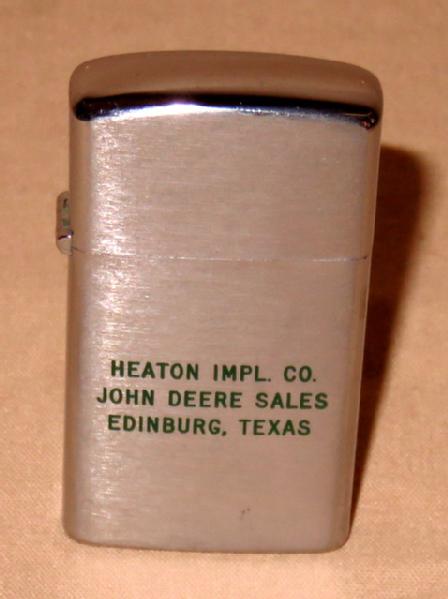 HEATON IMPL. CO.
JOHN DEERE SALES
EDINBURG, TEXAS